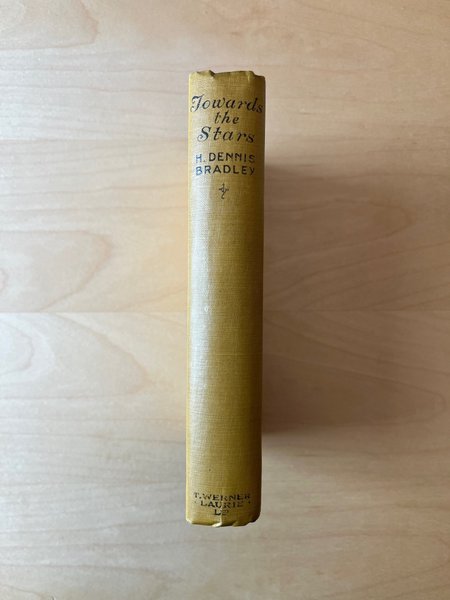 Towards
the
Stars
H. DENNIS
BRADLEY
T. WERNER
· LAURIE ·
LD